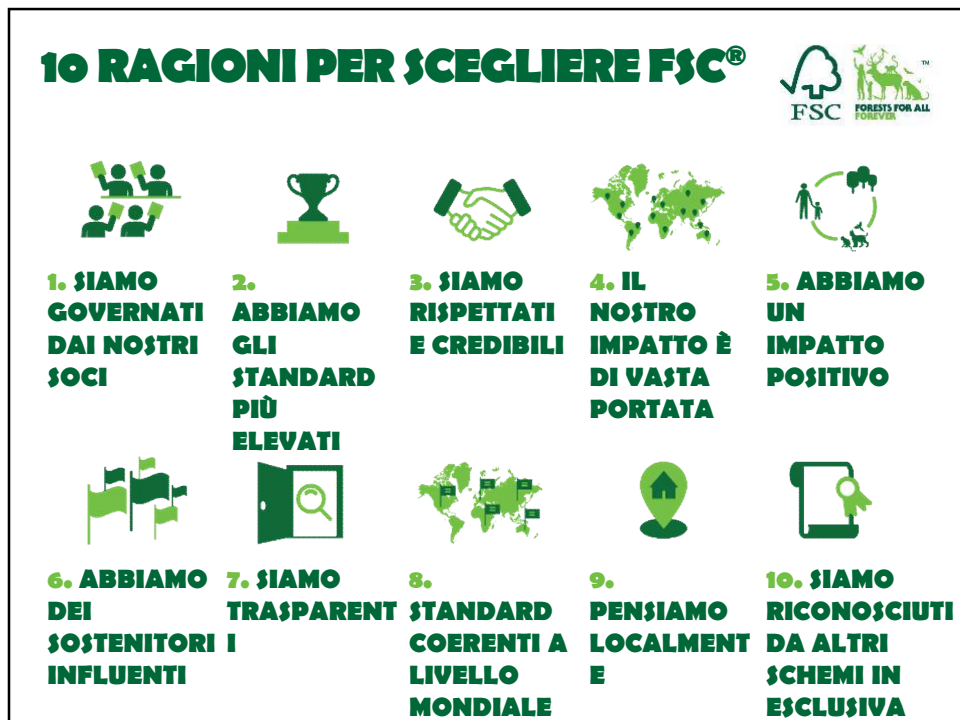 10 RAGIONI PER SCEGLIERE FSC®
FSC
FORESTS FOR ALL
FOREVER
™
1. SIAMO
GOVERNATI
DAI NOSTRI
SOCI
2.
ABBIAMO
GLI
STANDARD
PIÙ
ELEVATI
3. SIAMO
RISPETTATI
E CREDIBILI
4. IL
NOSTRO
IMPATTO È
DI VASTA
PORTATA
5. ABBIAMO
UN
IMPATTO
POSITIVO
6. ABBIAMO
DEI
SOSTENITORI
INFLUENTI
7. SIAMO
TRASPARENT
I
8.
STANDARD
COERENTI A
LIVELLO
MONDIALE
9.
PENSIAMO
LOCALMENT
E
10. SIAMO
RICONOSCIUTI
DA ALTRI
SCHEMI IN
ESCLUSIVA